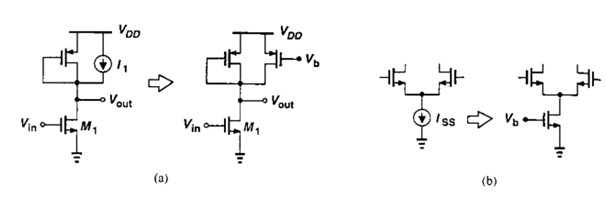 V_DD
I_1
V_out
V_in
M_1
V_DD
V_b
V_out
V_in
M_1
I_SS
V_b
(a)
(b)